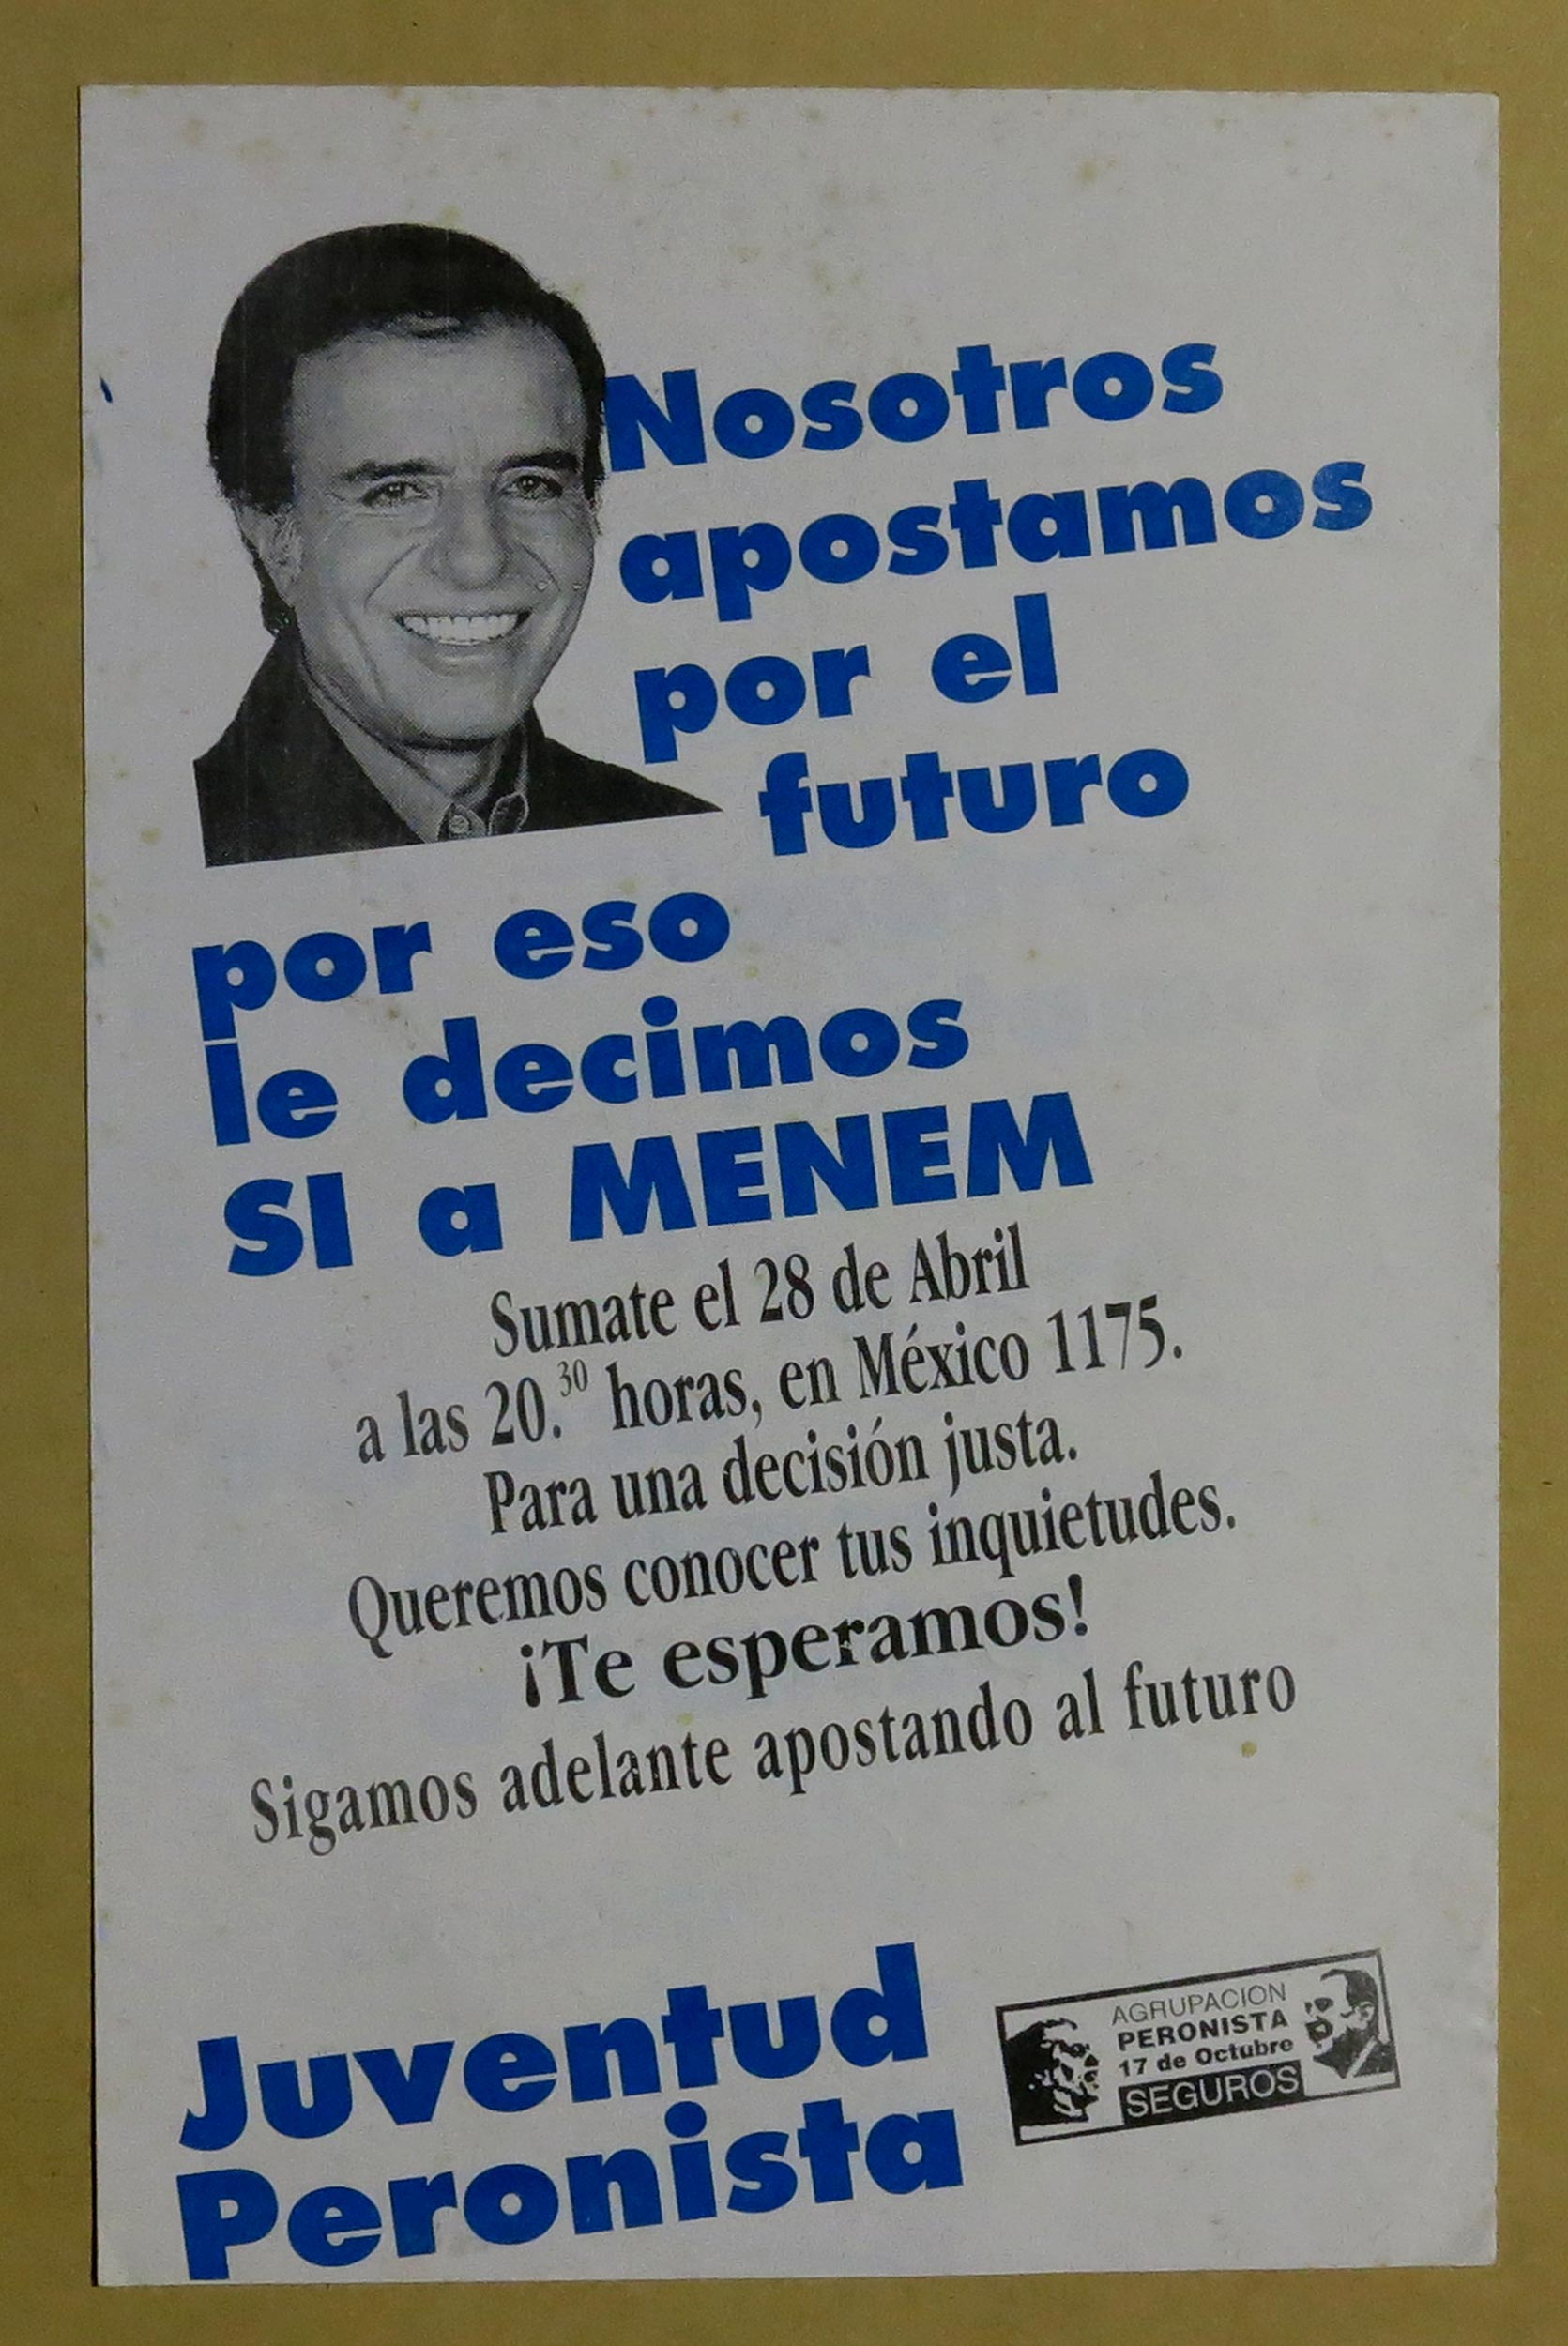 Nosotros
apostamos
por el
futuro
por eso
le decimos
SI a MENEM
Sumate el 28 de Abril
a las 20.30 horas, en México 1175.
Para una decisión justa.
Queremos conocer tus inquietudes.
¡Te esperamos!
Sigamos adelante apostando al futuro
Juventud
Peronista
AGRUPACION
PERONISTA
17 de Octubre
SEGUROS